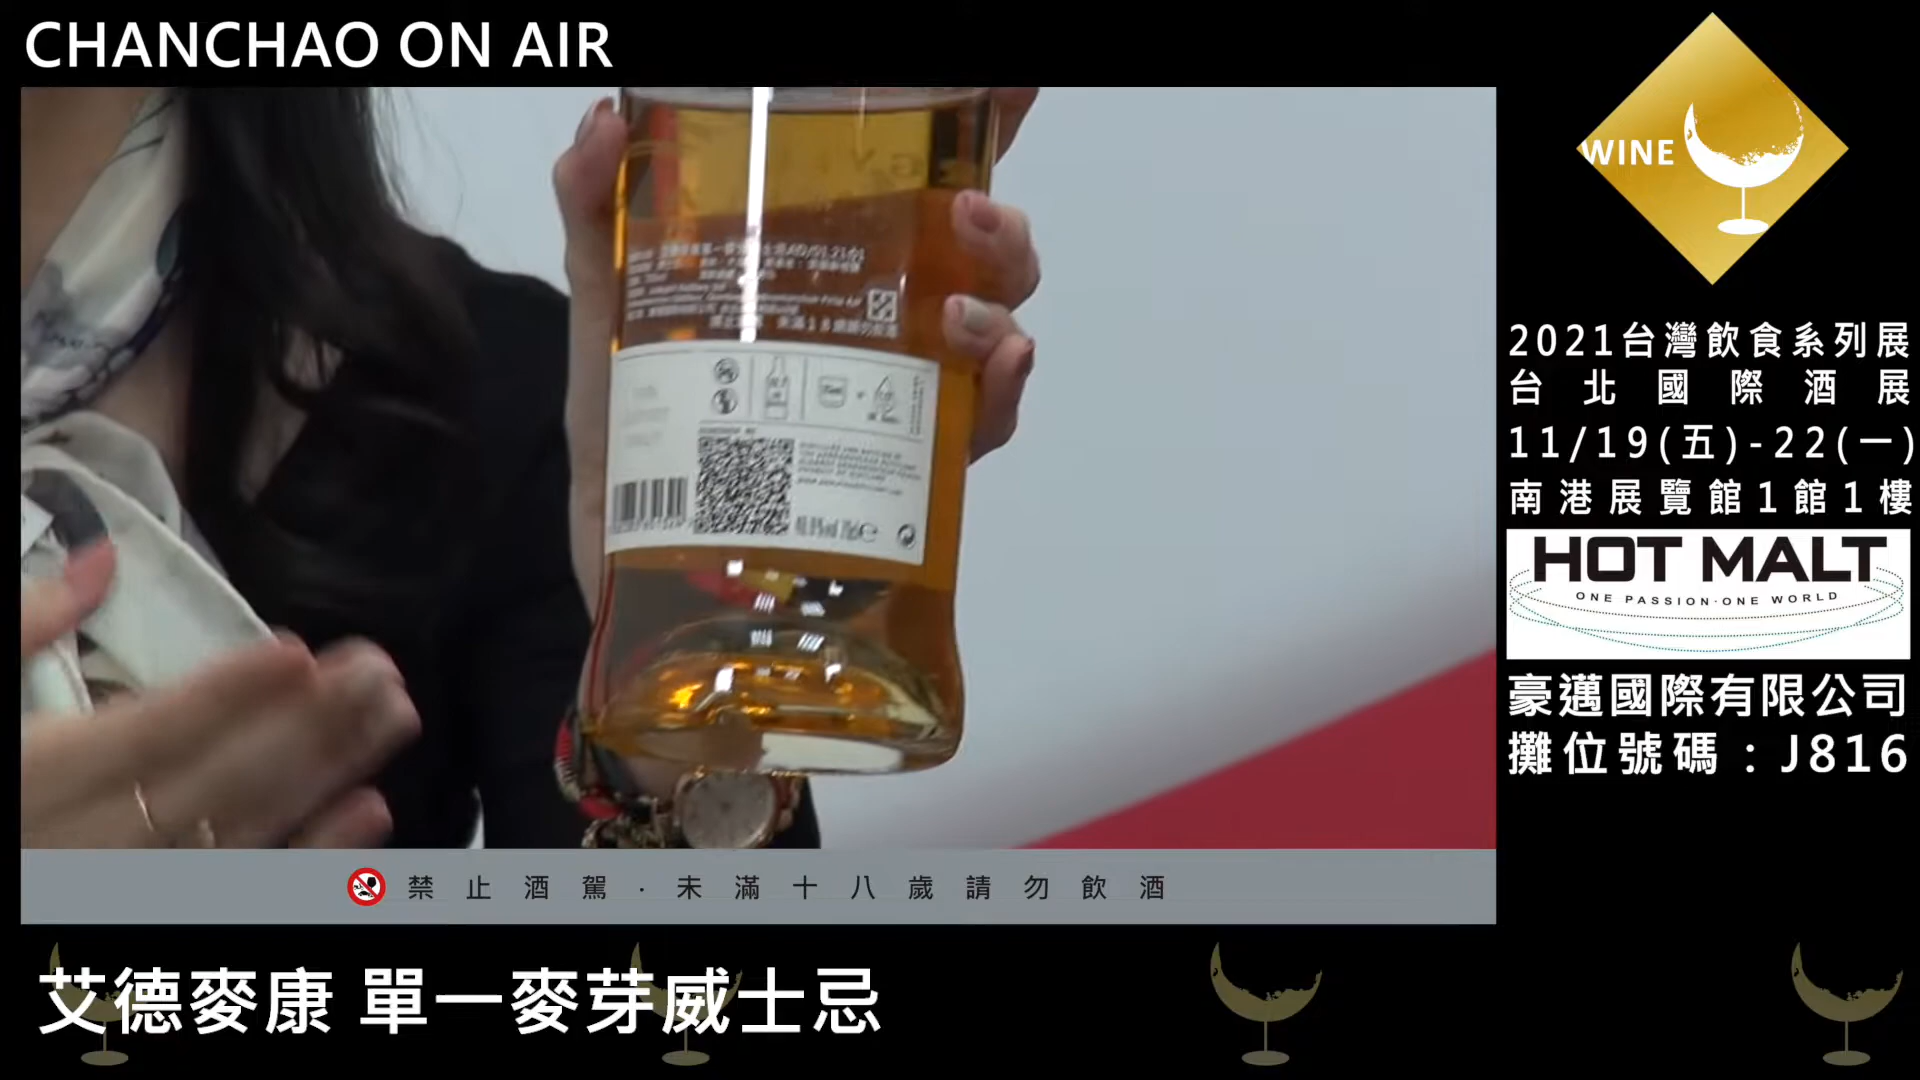 CHANCHAO ON AIR
WINE
2021台灣飲食系列展
台北國際酒展
11/19(五)-22(一)
南港展覽館1館1樓
HOT MALT
ONE PASSION·ONE WORLD
豪邁國際有限公司
攤位號碼：J816
禁止酒駕·未滿十八歲請勿飲酒
艾德麥康 單一麥芽威士忌